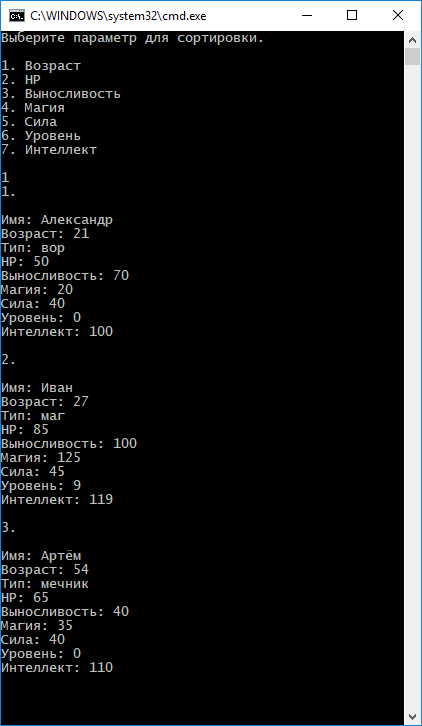 C:\WINDOWS\system32\cmd.exe
Выберите параметр для сортировки.
1. Возраст
2. HP
3. Выносливость
4. Магия
5. Сила
6. Уровень
7. Интеллект
1
1.
Имя: Александр
Возраст: 21
Тип: вор
HP: 50
Выносливость: 70
Магия: 20
Сила: 40
Уровень: 0
Интеллект: 100
2.
Имя: Иван
Возраст: 27
Тип: маг
HP: 85
Выносливость: 100
Магия: 125
Сила: 45
Уровень: 9
Интеллект: 119
3.
Имя: Артём
Возраст: 54
Тип: мечник
HP: 65
Выносливость: 40
Магия: 35
Сила: 40
Уровень: 0
Интеллект: 110